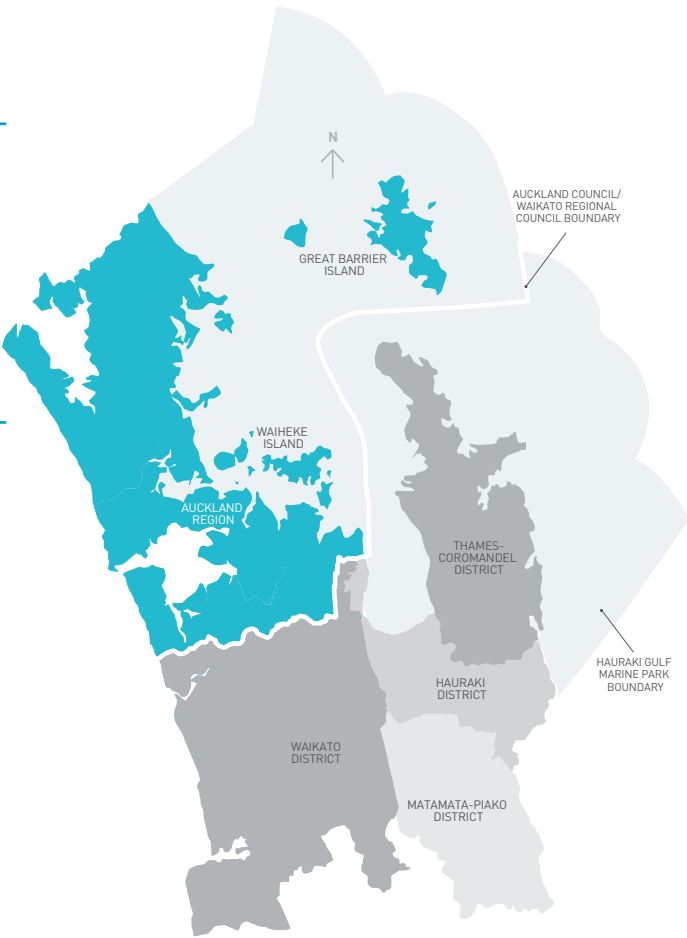 N
AUCKLAND COUNCIL/
WAIKATO REGIONAL
COUNCIL BOUNDARY
GREAT BARRIER
ISLAND
WAIHEKE
ISLAND
AUCKLAND
REGION
THAMES-
COROMANDEL
DISTRICT
HAURAKI GULF
MARINE PARK
BOUNDARY
HAURAKI
DISTRICT
WAIKATO
DISTRICT
MATAMATA-PIAKO
DISTRICT